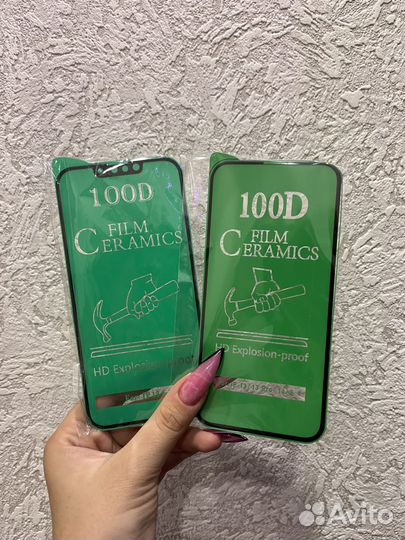 100D
FILM
CERAMICS
HD Explosion-proof
100D
FILM
CERAMICS
HD Explosion-proof
Avito